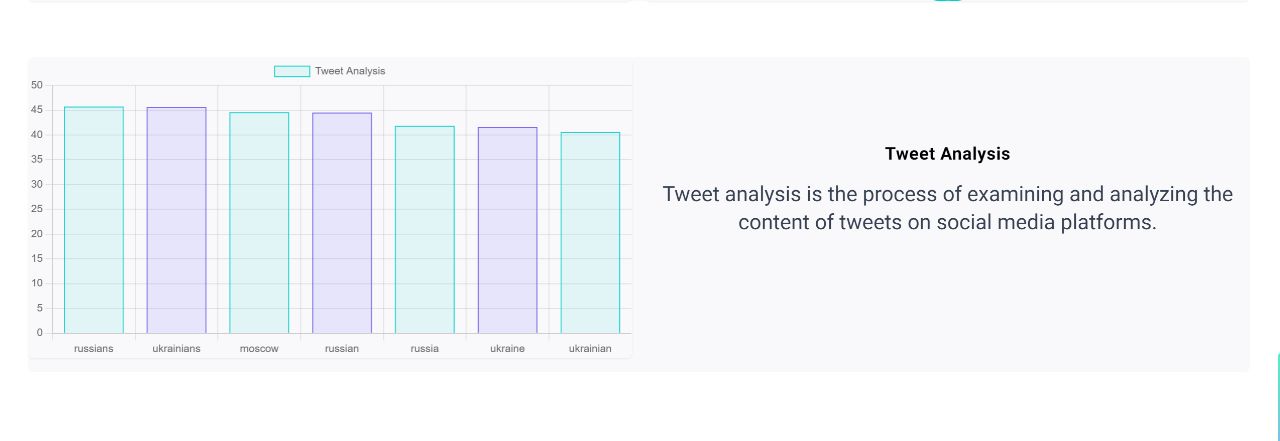 Tweet Analysis
50
45
40
35
30
25
20
15
10
5
0
russians ukrainians moscow russian russia ukraine ukrainian
Tweet Analysis
Tweet analysis is the process of examining and analyzing the
content of tweets on social media platforms.